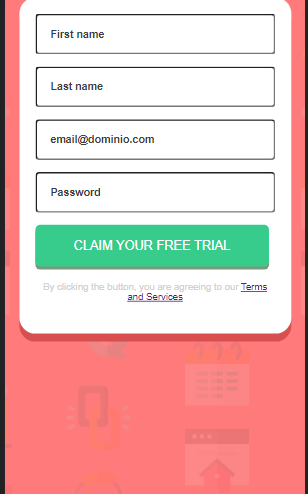 First name
Last name
email@dominio.com
Password
CLAIM YOUR FREE TRIAL
By clicking the button, you are agreeing to our Terms
and Services